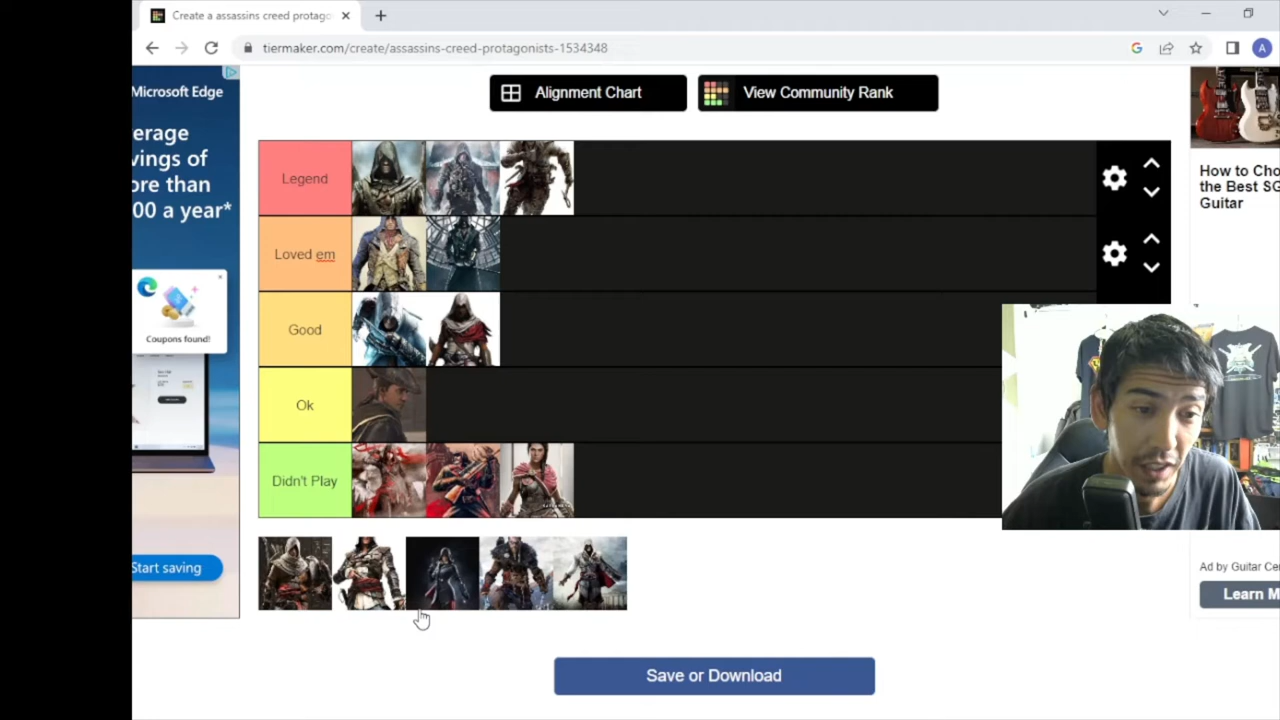 Create a assassins creed protago
tiermaker.com/create/assassins-creed-protagonists-1534348
A
Microsoft Edge
erage
vings of
ore than
00 a year*
Coupons found!
Start saving
Alignment Chart
View Community Rank
Legend
Loved em
Good
Ok
Didn't Play
Save or Download
How to Cho
the Best SG
Guitar
Ad by Guitar Cen
Learn M